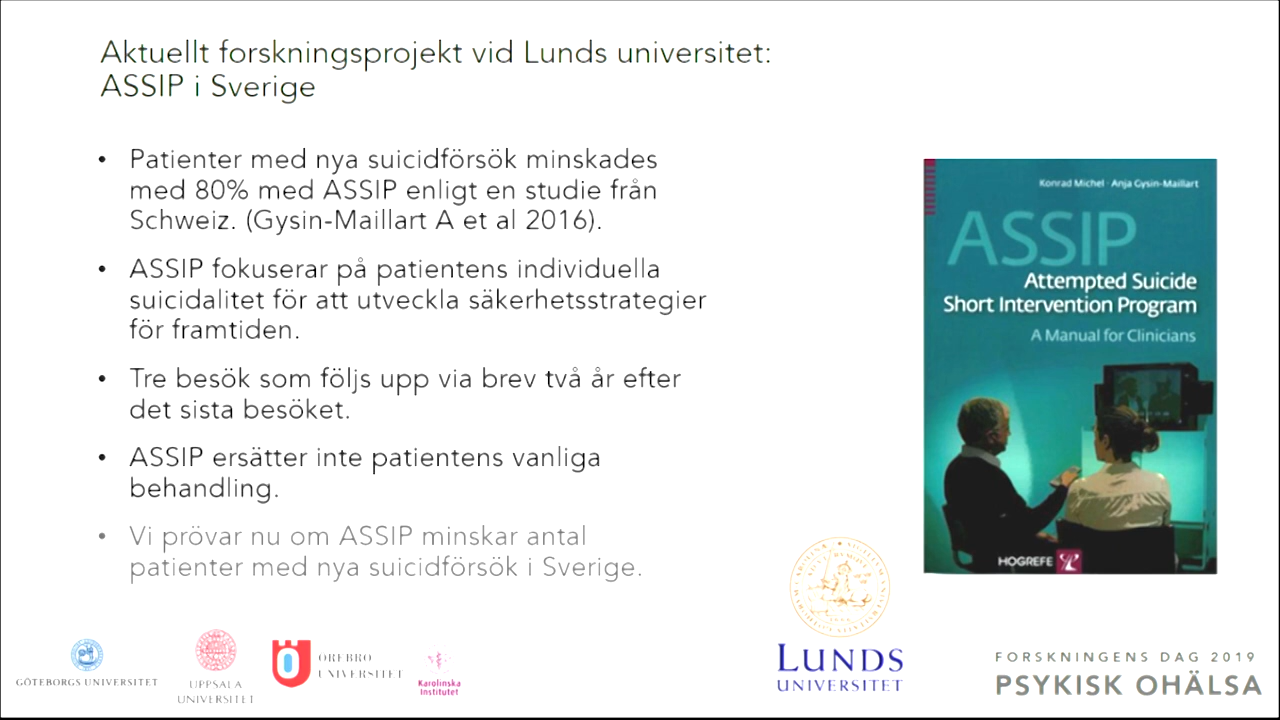 Aktuellt forskningsprojekt vid Lunds universitet:
ASSIP i Sverige
• Patienter med nya suicidförsök minskades
med 80% med ASSIP enligt en studie från
Schweiz. (Gysin-Maillart A et al 2016).
• ASSIP fokuserar på patientens individuella
suicidalitet för att utveckla säkerhetsstrategier
för framtiden.
• Tre besök som följs upp via brev två år efter
det sista besöket.
• ASSIP ersätter inte patientens vanliga
behandling.
• Vi prövar nu om ASSIP minskar antal
patienter med nya suicidförsök i Sverige.
Konrad Michel · Anja Gysin-Maillart
ASSIP
Attempted Suicide
Short Intervention Program
A Manual for Clinicians
HOGREFE
GÖTEBORGS UNIVERSITET
UPPSALA
UNIVERSITET
ÖREBRO
UNIVERSITET
Karolinska
Institutet
LUNDS
UNIVERSITET
FORSKNINGENS DAG 2019
PSYKISK OHÄLSA